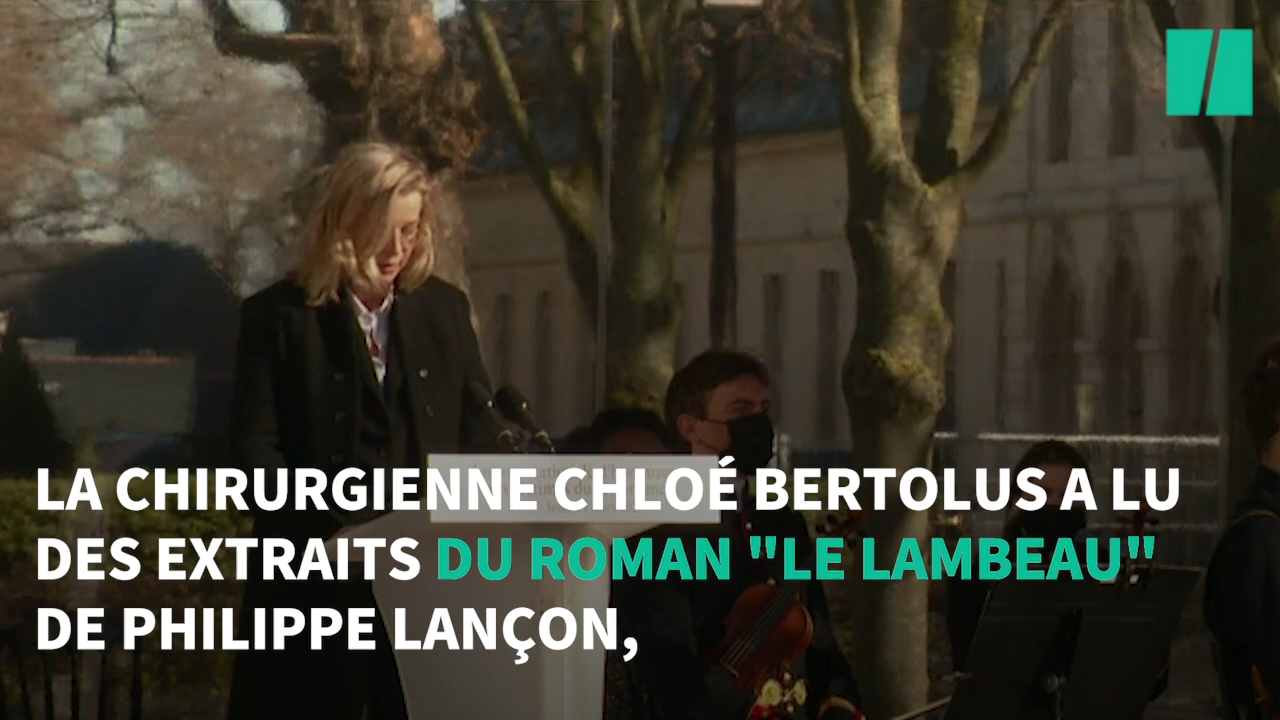 LA CHIRURGIENNE CHLOÉ BERTOLUS A LU
DES EXTRAITS DU ROMAN "LE LAMBEAU"
DE PHILIPPE LANÇON,